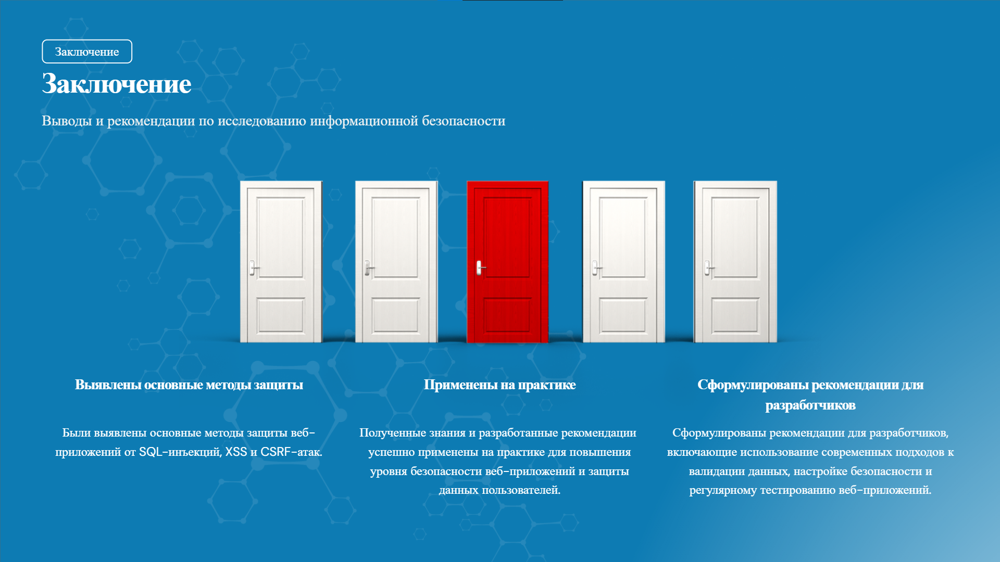 Заключение
Заключение
Выводы и рекомендации по исследованию информационной безопасности
Выявлены основные методы защиты
Были выявлены основные методы защиты веб-
приложений от SQL-инъекций, XSS и CSRF-атак.
Применены на практике
Полученные знания и разработанные рекомендации
успешно применены на практике для повышения
уровня безопасности веб-приложений и защиты
данных пользователей.
Сформулированы рекомендации для
разработчиков
Сформулированы рекомендации для разработчиков,
включающие использование современных подходов к
валидации данных, настройке безопасности и
регулярному тестированию веб-приложений.